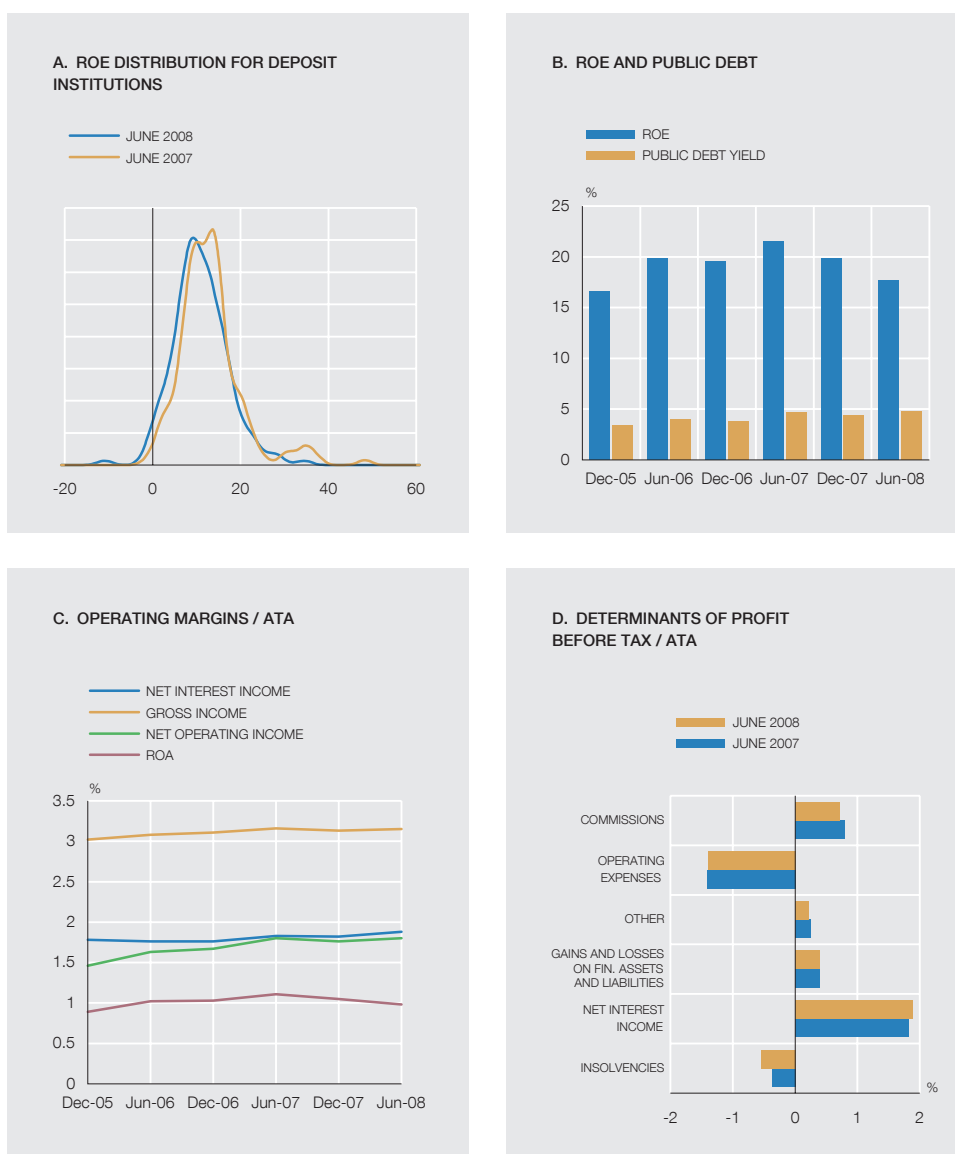 A. ROE DISTRIBUTION FOR DEPOSIT
INSTITUTIONS
JUNE 2008
JUNE 2007
-20 0 20 40 60
B. ROE AND PUBLIC DEBT
ROE
PUBLIC DEBT YIELD
%
25
20
15
10
5
0
Dec-05 Jun-06 Dec-06 Jun-07 Dec-07 Jun-08
C. OPERATING MARGINS / ATA
NET INTEREST INCOME
GROSS INCOME
NET OPERATING INCOME
ROA
%
3.5
3
2.5
2
1.5
1
0.5
0
Dec-05 Jun-06 Dec-06 Jun-07 Dec-07 Jun-08
D. DETERMINANTS OF PROFIT
BEFORE TAX / ATA
JUNE 2008
JUNE 2007
COMMISSIONS
OPERATING
EXPENSES
OTHER
GAINS AND LOSSES
ON FIN. ASSETS
AND LIABILITIES
NET INTEREST
INCOME
INSOLVENCIES
%
-2 -1 0 1 2